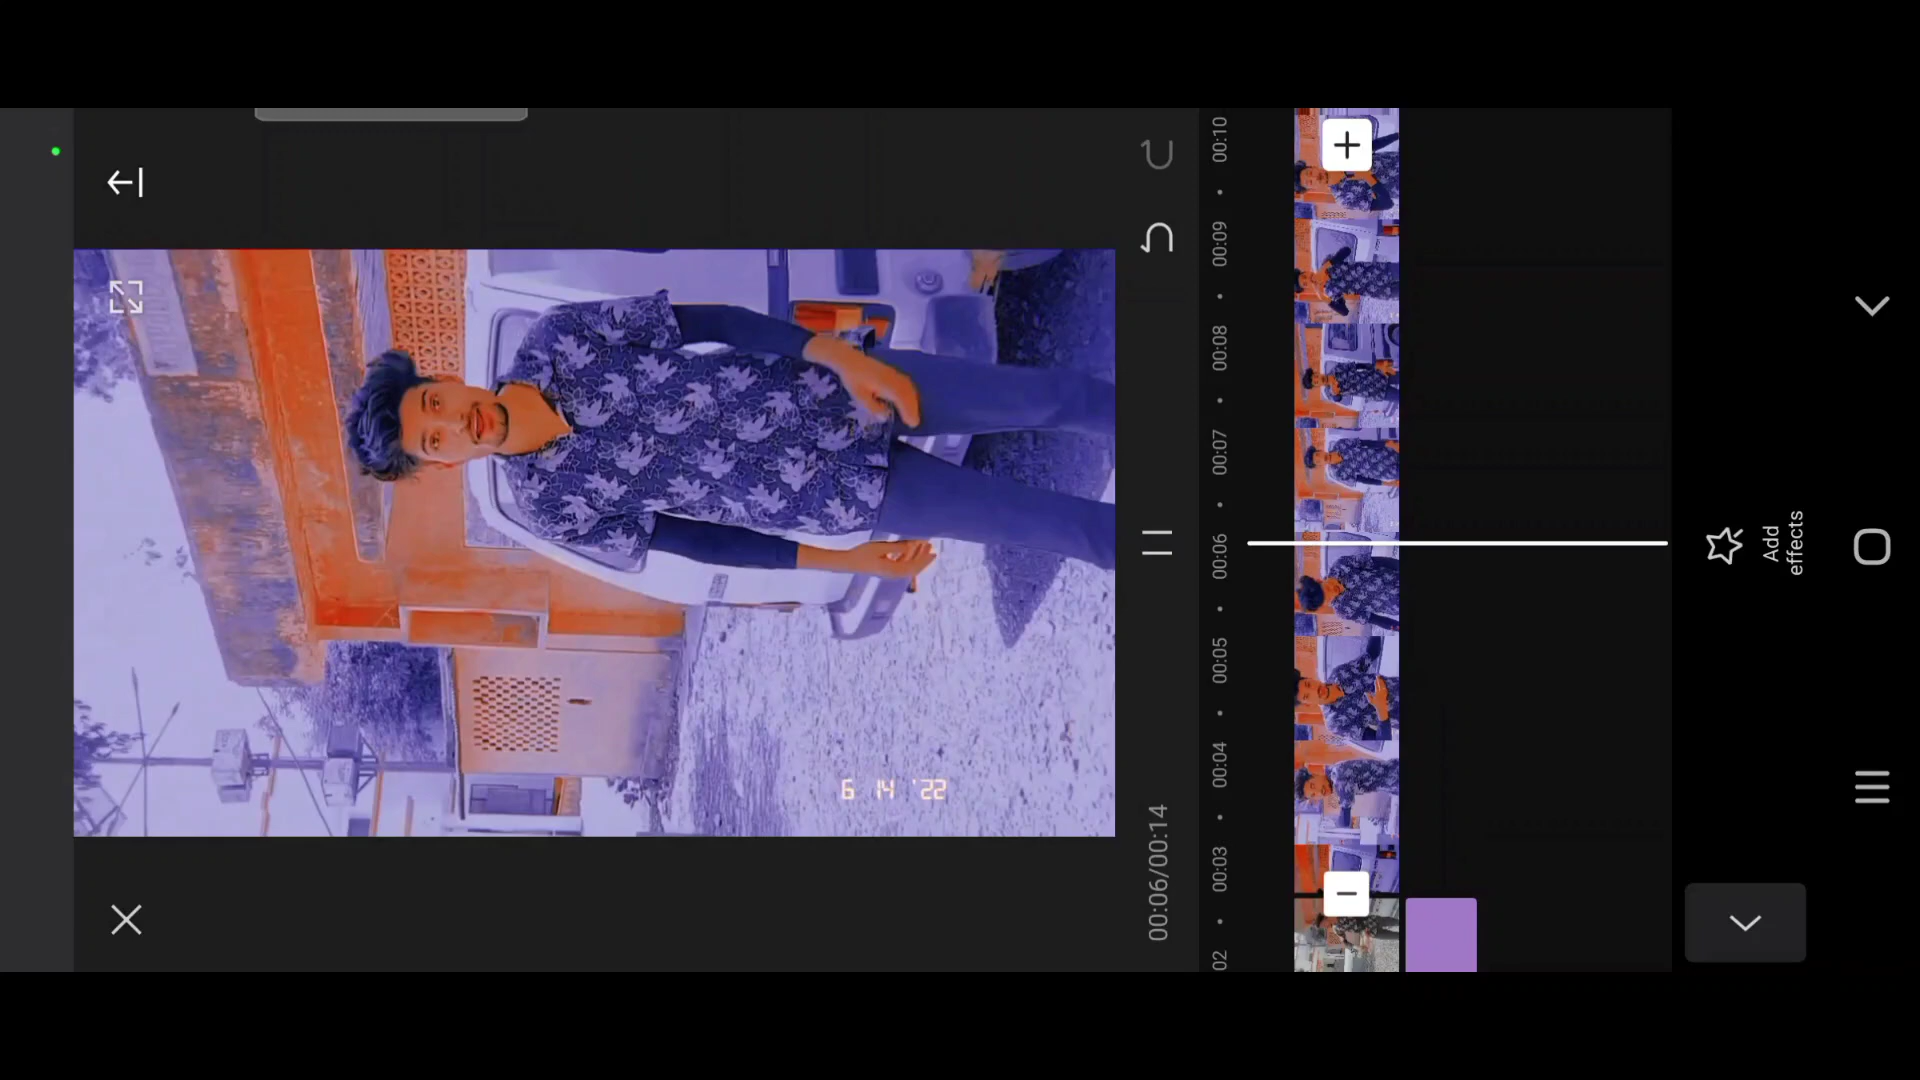 6 14 '22
00:06/00:14
02 • 00:03 • 00:04 • 00:05 • 00:06 • 00:07 • 00:08 • 00:09 • 00:10
Add
effects